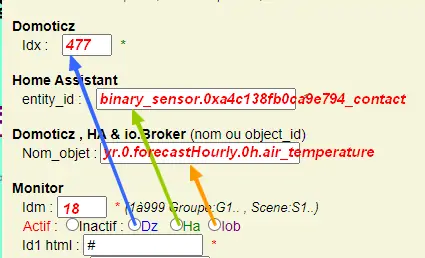 Domoticz
Idx : 477 *
Home Assistant
entity_id : binary_sensor.0xa4c138fb0ca9e794_contact
Domoticz , HA & io.Broker (nom ou object_id)
Nom_objet : yr.0.forecastHourly.0h.air_temperature
Monitor
Idm : 18 * (1à999 Groupe:G1.. , Scene:S1..)
Actif : Inactif : Dz Ha Iob
Id1 html : # *